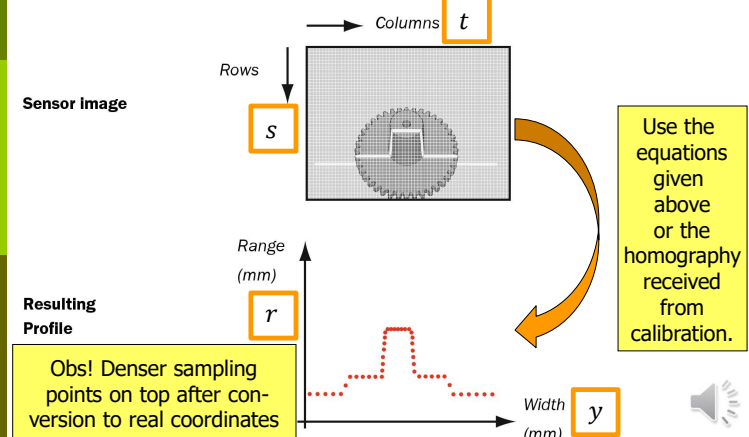 Columns t
Rows
Sensor image
s
Use the
equations
given
above
or the
homography
received
from
calibration.
Range
(mm)
r
Resulting
Profile
Obs! Denser sampling
points on top after con-
version to real coordinates
Width y
(mm)